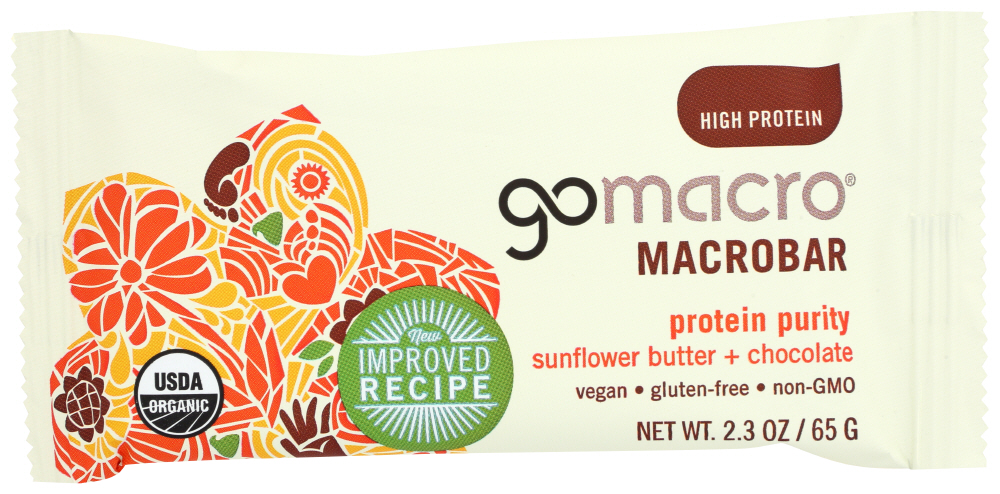 HIGH PROTEIN
gomacro®
MACROBAR
protein purity
sunflower butter + chocolate
vegan • gluten-free • non-GMO
NET WT. 2.3 OZ / 65 G
New
IMPROVED
RECIPE
USDA
ORGANIC